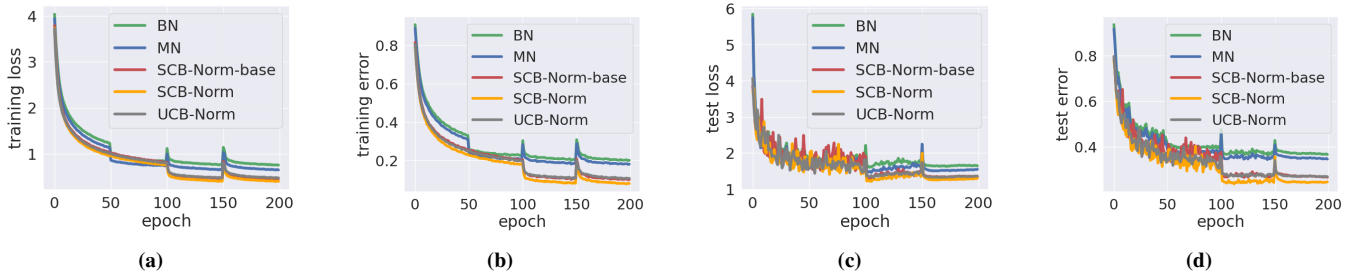 training loss
4
3
2
1
0
50
100
150
200
epoch
BN
MN
SCB-Norm-base
SCB-Norm
UCB-Norm
(a)
training error
0.8
0.6
0.4
0.2
0
50
100
150
200
epoch
BN
MN
SCB-Norm-base
SCB-Norm
UCB-Norm
(b)
test loss
6
5
4
3
2
1
0
50
100
150
200
epoch
BN
MN
SCB-Norm-base
SCB-Norm
UCB-Norm
(c)
test error
0.8
0.6
0.4
0
50
100
150
200
epoch
BN
MN
SCB-Norm-base
SCB-Norm
UCB-Norm
(d)